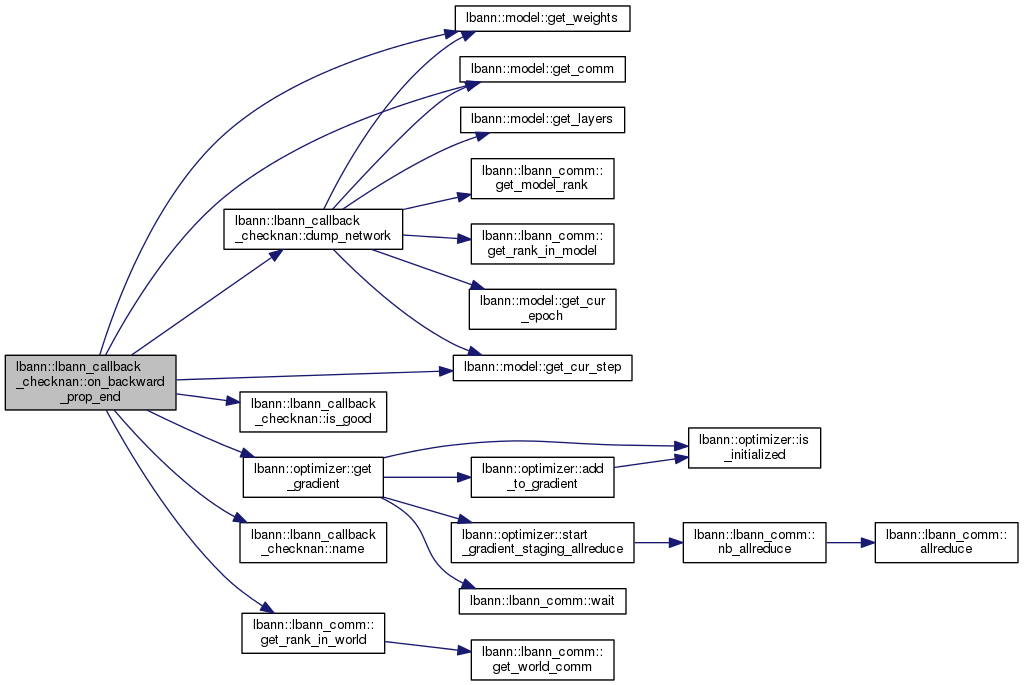 lbann::model::get_weights
lbann::model::get_comm
lbann::model::get_layers
lbann::lbann_comm::
get_model_rank
lbann::lbann_callback
_checknan::dump_network
lbann::lbann_comm::
get_rank_in_model
lbann::model::get_cur
_epoch
lbann::model::get_cur_step
lbann::lbann_callback
_checknan::on_backward
_prop_end
lbann::lbann_callback
_checknan::is_good
lbann::optimizer::is
_initialized
lbann::optimizer::get
_gradient
lbann::optimizer::add
_to_gradient
lbann::lbann_callback
_checknan::name
lbann::optimizer::start
_gradient_staging_allreduce
lbann::lbann_comm::
nb_allreduce
lbann::lbann_comm::
allreduce
lbann::lbann_comm::wait
lbann::lbann_comm::
get_rank_in_world
lbann::lbann_comm::
get_world_comm